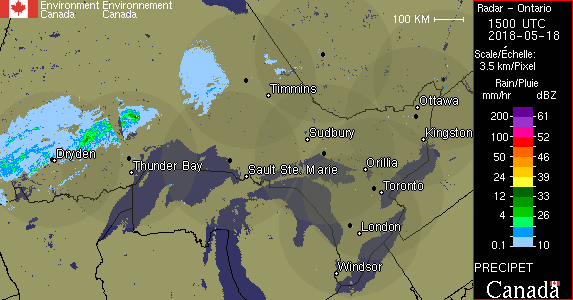 Environment Environnement
Canada Canada
100 KM
Timmins
Ottawa
Sudbury
Kingston
Dryden
Thunder Bay
Sault Ste. Marie
Orillia
Toronto
London
Windsor
Radar - Ontario
1500 UTC
2018-05-18
Scale/Échelle:
3.5 km/Pixel
Rain/Pluie
mm/hr dBZ
200 61
100 52
50 46
24 39
12 33
4 26
0.1 10
PRECIPET
Canada